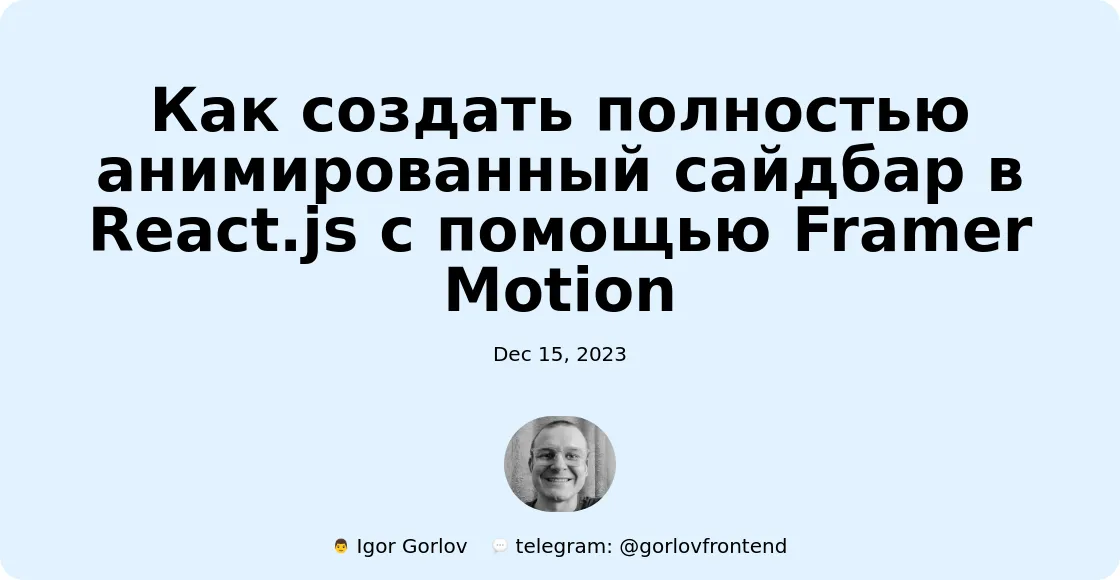 Как создать полностью
анимированный сайдбар в
React.js с помощью Framer
Motion
Dec 15, 2023
👨 Igor Gorlov 💬 telegram: @gorlovfrontend